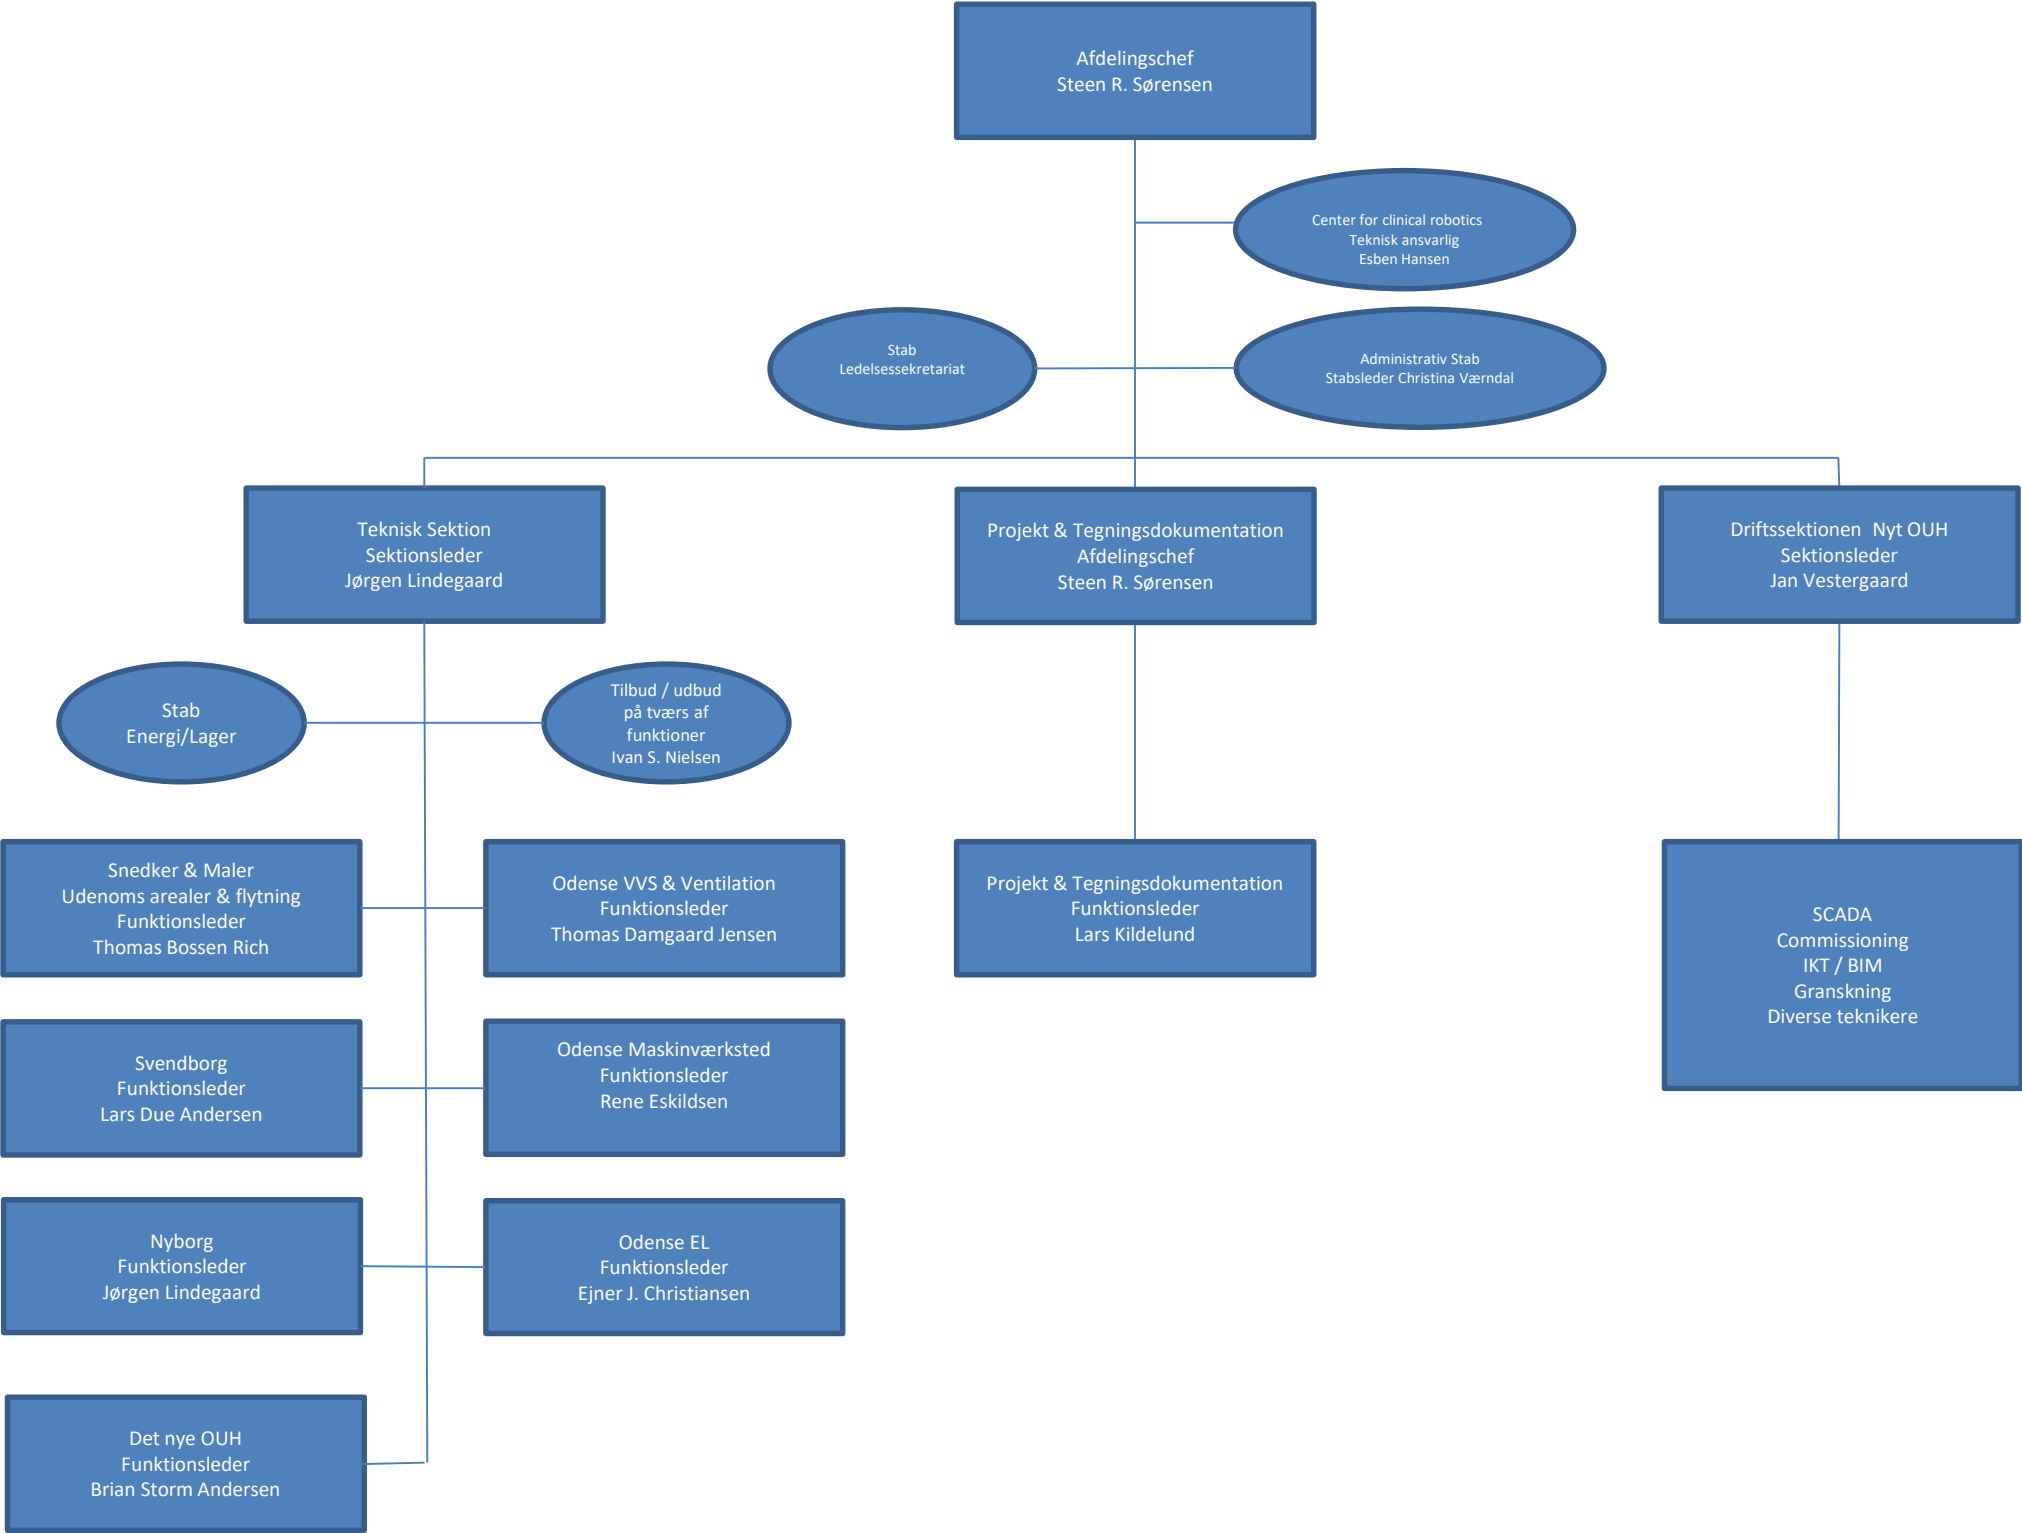 Afdelingschef
Steen R. Sørensen
Center for clinical robotics
Teknisk ansvarlig
Esben Hansen
Stab
Ledelsessekretariat
Administrativ Stab
Stabsleder Christina Værndal
Teknisk Sektion
Sektionsleder
Jørgen Lindegaard
Projekt & Tegningsdokumentation
Afdelingschef
Steen R. Sørensen
Driftssektionen Nyt OUH
Sektionsleder
Jan Vestergaard
Stab
Energi/Lager
Tilbud / udbud
på tværs af
funktioner
Ivan S. Nielsen
Snedker & Maler
Udenoms arealer & flytning
Funktionsleder
Thomas Bossen Rich
Odense VVS & Ventilation
Funktionsleder
Thomas Damgaard Jensen
Projekt & Tegningsdokumentation
Funktionsleder
Lars Kildelund
SCADA
Commissioning
IKT / BIM
Granskning
Diverse teknikere
Svendborg
Funktionsleder
Lars Due Andersen
Odense Maskinværksted
Funktionsleder
Rene Eskildsen
Nyborg
Funktionsleder
Jørgen Lindegaard
Odense EL
Funktionsleder
Ejner J. Christiansen
Det nye OUH
Funktionsleder
Brian Storm Andersen